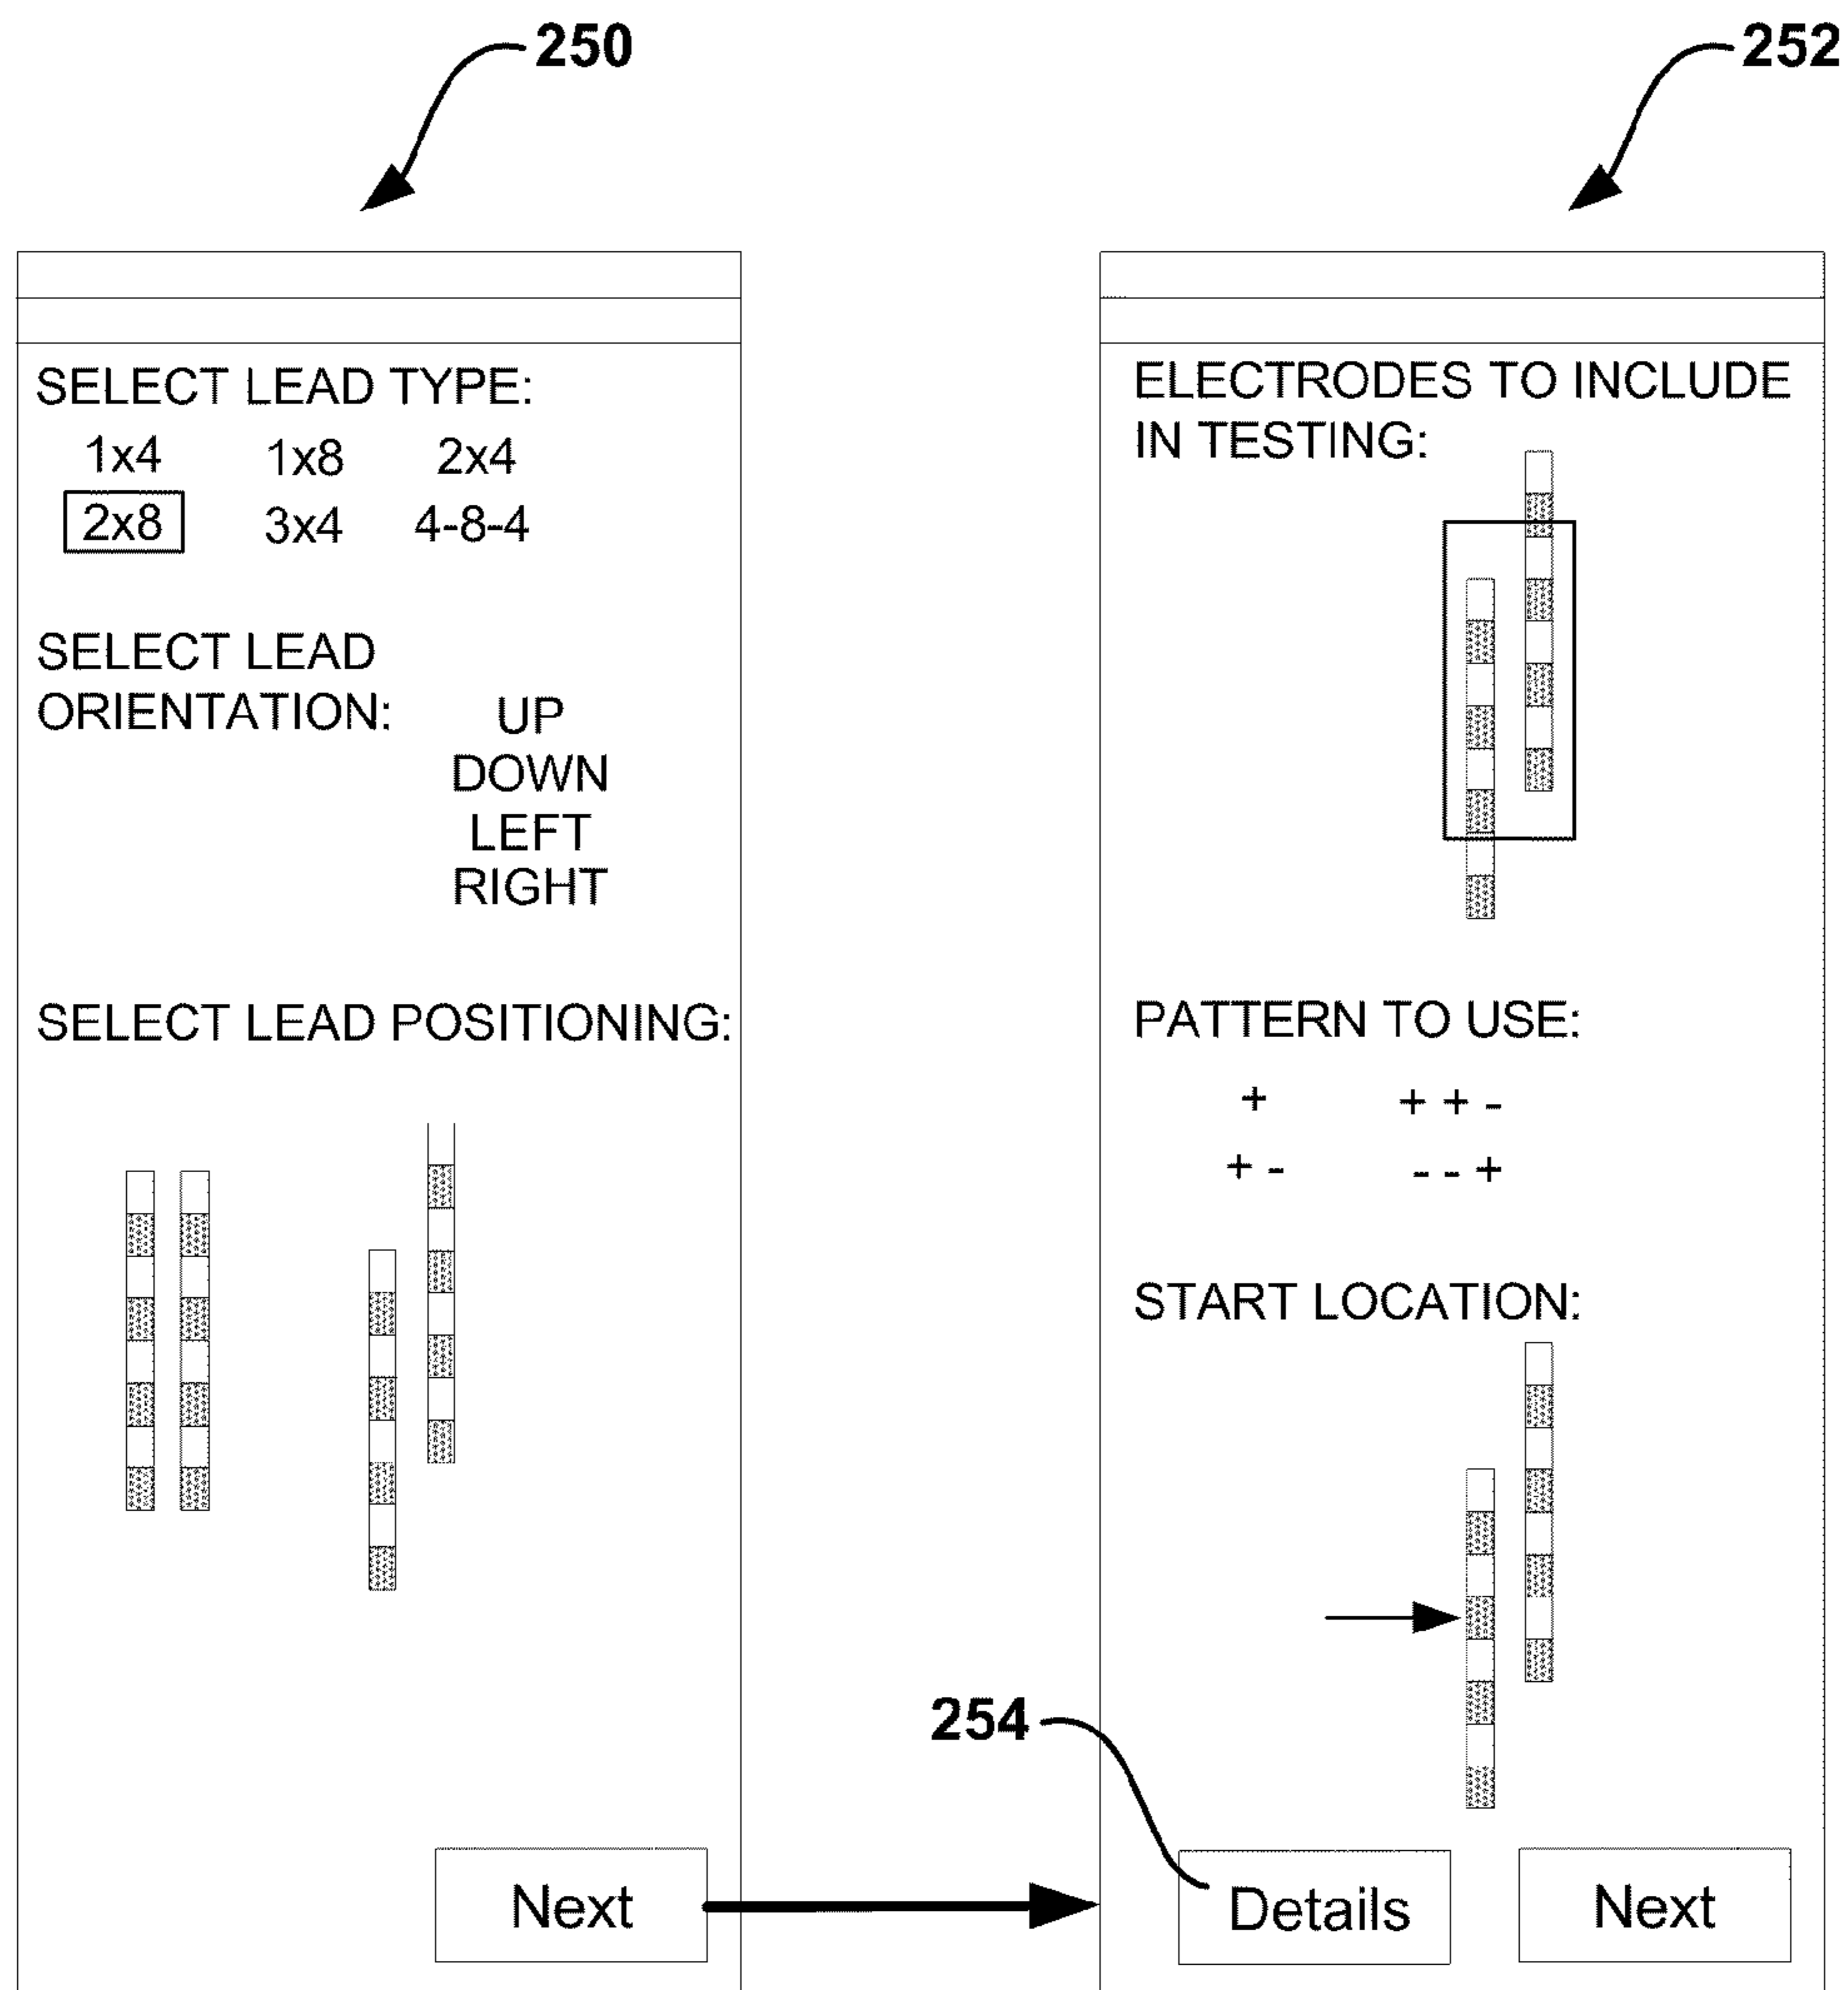 250
252
SELECT LEAD TYPE:
1x4 1x8 2x4
2x8 3x4 4-8-4
SELECT LEAD
ORIENTATION: UP
DOWN
LEFT
RIGHT
SELECT LEAD POSITIONING:
Next
ELECTRODES TO INCLUDE
IN TESTING:
PATTERN TO USE:
+ + + -
+ - - - +
START LOCATION:
254
Details Next